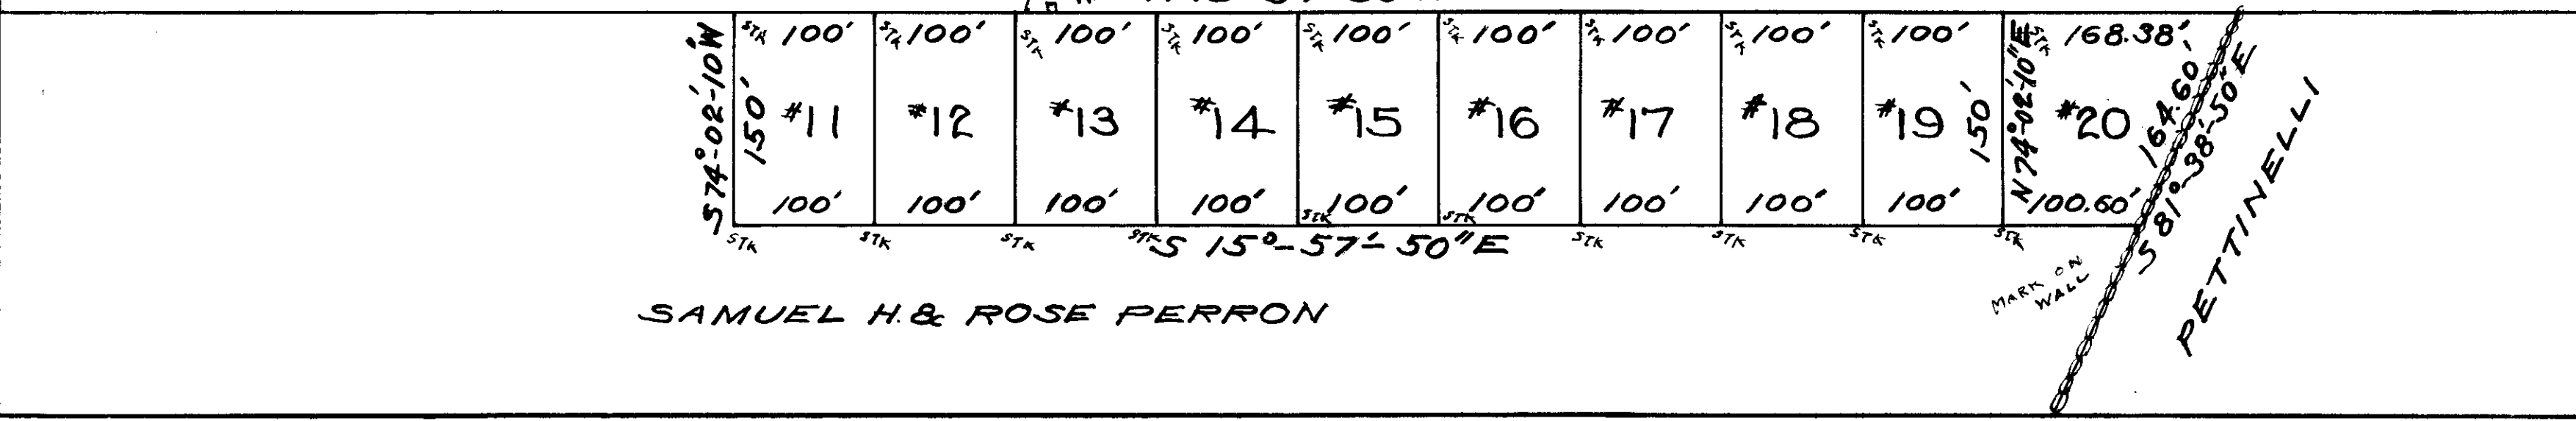 S 74°-02'-10"W
STK 100' STK 100' STK 100' STK 100' STK 100' STK 100' STK 100' STK 100' STK 100' N 74°-02'-10"E STK 168.38'
150' #11 #12 #13 #14 #15 #16 #17 #18 #19 150' #20 164.60'
100' 100' 100' 100' STK 100' STK 100' 100' 100' 100' 100.60'
STK STK STK STK S 15°-57'-50"E STK STK STK STK
S 81°-38'-50"E
PETTINELLI
MARK ON
WALL
SAMUEL H. & ROSE PERRON